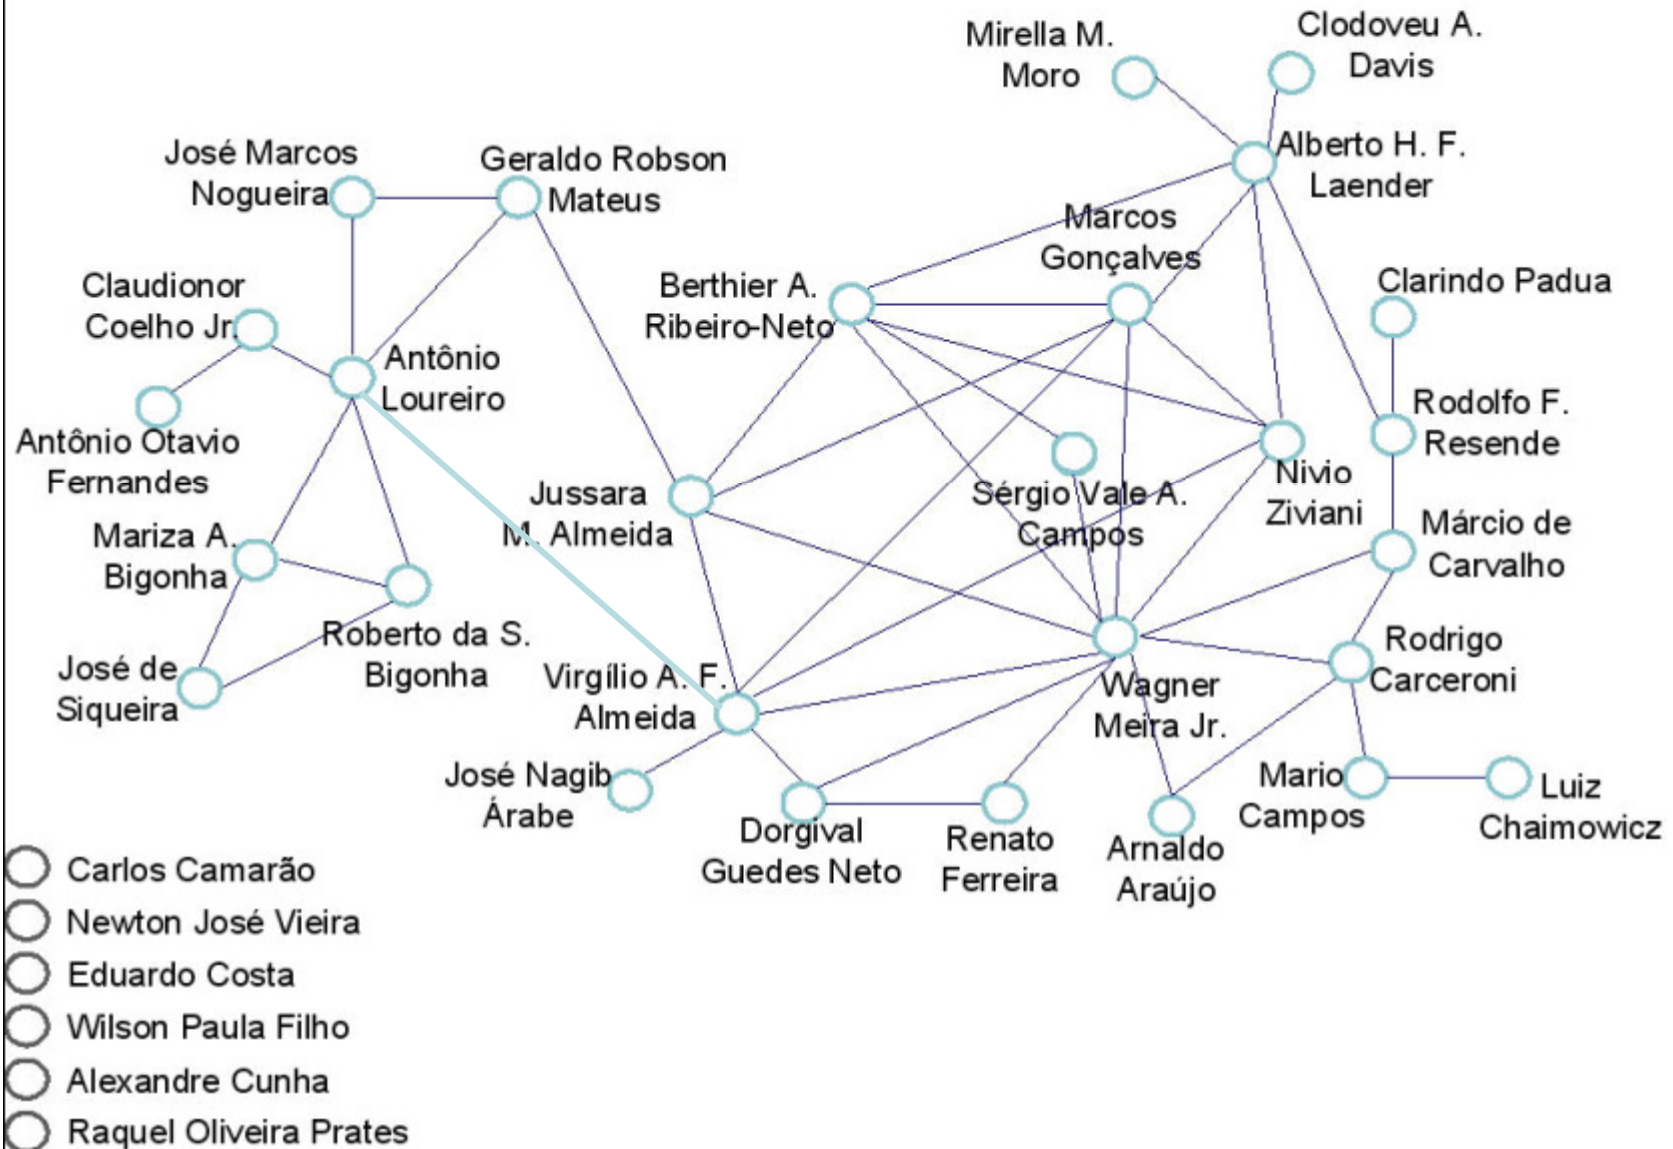 Mirella M.
Moro
Clodoveu A.
Davis
José Marcos
Nogueira
Geraldo Robson
Mateus
Alberto H. F.
Laender
Marcos
Gonçalves
Claudionor
Coelho Jr.
Berthier A.
Ribeiro-Neto
Clarindo Padua
Antônio
Loureiro
Rodolfo F.
Resende
Antônio Otavio
Fernandes
Jussara
M. Almeida
Sérgio Vale A.
Campos
Nivio
Ziviani
Mariza A.
Bigonha
Márcio de
Carvalho
Roberto da S.
Bigonha
Rodrigo
Carceroni
José de
Siqueira
Virgílio A. F.
Almeida
Wagner
Meira Jr.
José Nagib
Árabe
Mario
Campos
Luiz
Chaimowicz
Dorgival
Guedes Neto
Renato
Ferreira
Arnaldo
Araújo
Carlos Camarão
Newton José Vieira
Eduardo Costa
Wilson Paula Filho
Alexandre Cunha
Raquel Oliveira Prates